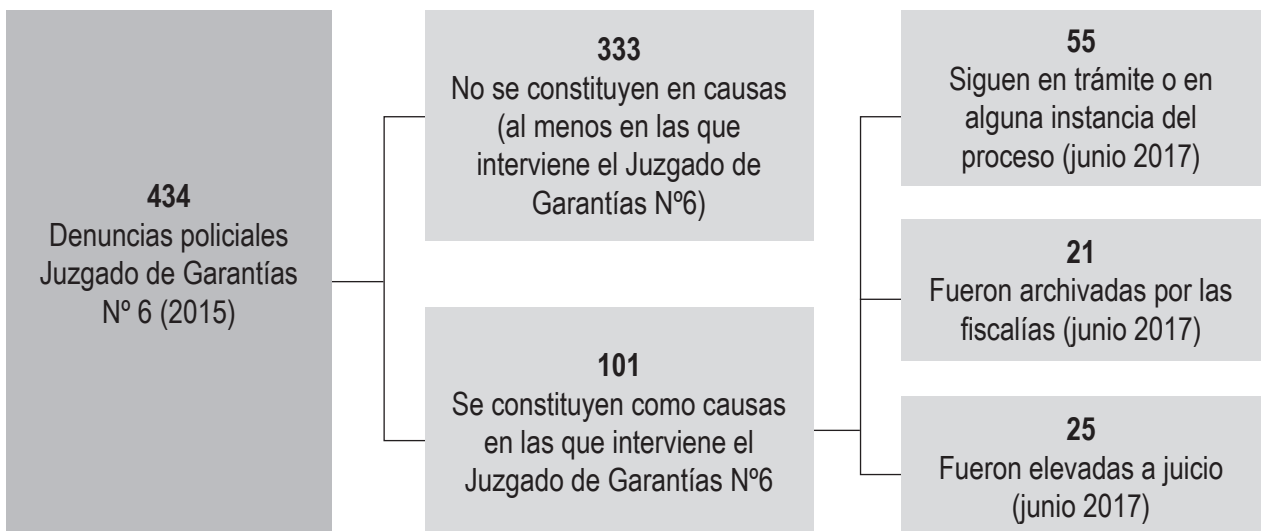 434
Denuncias policiales
Juzgado de Garantías
Nº 6 (2015)
333
No se constituyen en causas
(al menos en las que
interviene el Juzgado de
Garantías Nº6)
101
Se constituyen como causas
en las que interviene el
Juzgado de Garantías Nº6
55
Siguen en trámite o en
alguna instancia del
proceso (junio 2017)
21
Fueron archivadas por las
fiscalías (junio 2017)
25
Fueron elevadas a juicio
(junio 2017)